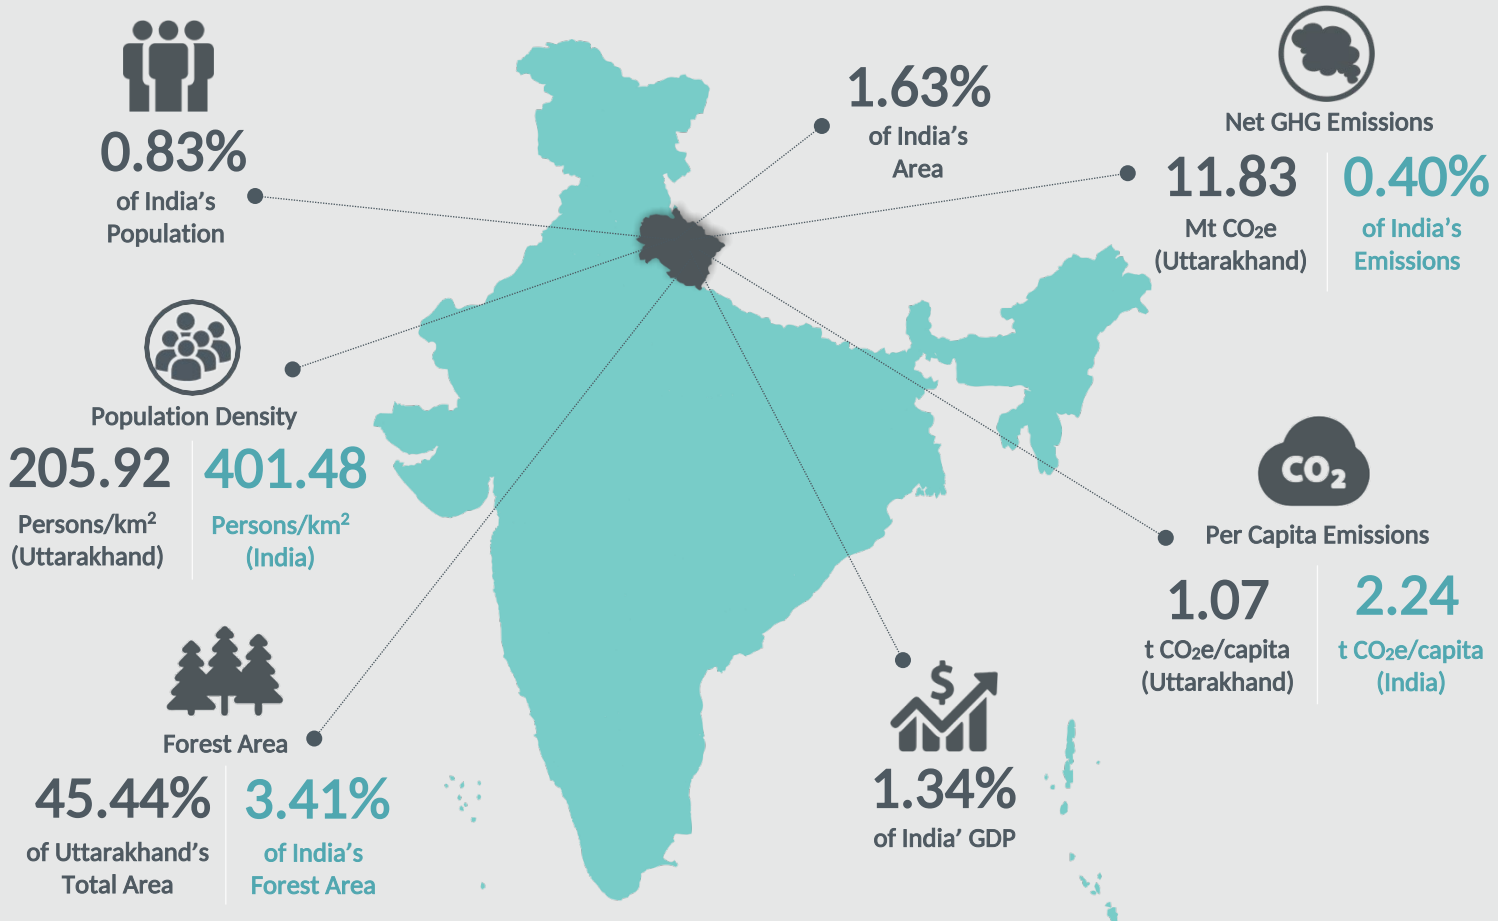 0.83%
of India's
Population
1.63%
of India's
Area
Net GHG Emissions
11.83
Mt CO₂e
(Uttarakhand)
0.40%
of India's
Emissions
Population Density
205.92
Persons/km²
(Uttarakhand)
401.48
Persons/km²
(India)
CO₂
Per Capita Emissions
1.07
t CO₂e/capita
(Uttarakhand)
2.24
t CO₂e/capita
(India)
Forest Area
45.44%
of Uttarakhand's
Total Area
3.41%
of India's
Forest Area
$
1.34%
of India' GDP